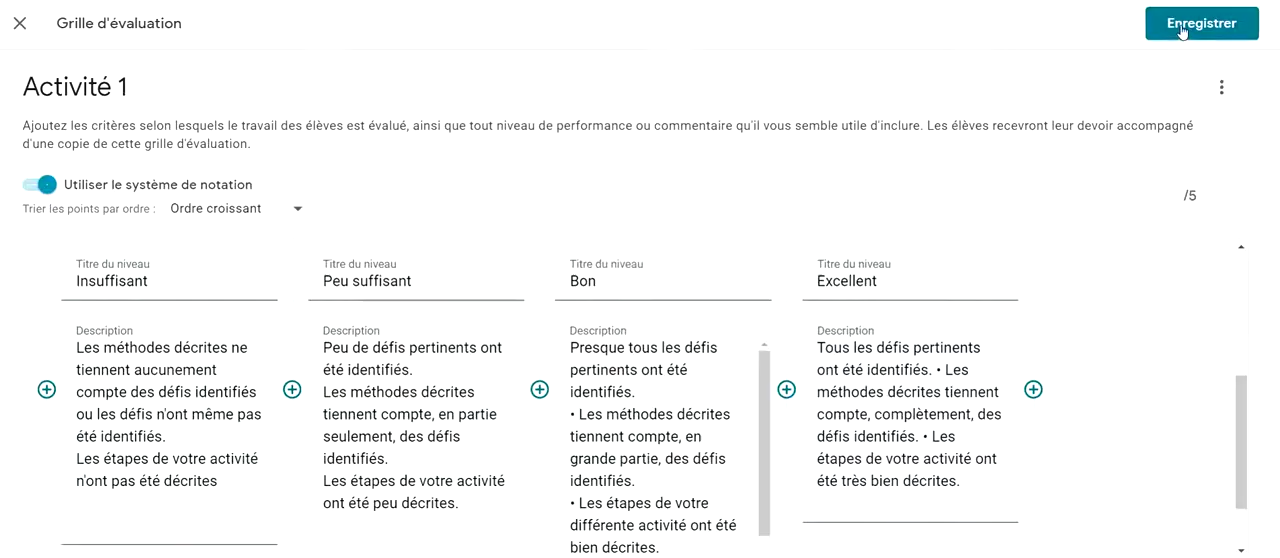 Grille d'évaluation
Enregistrer
Activité 1
Ajoutez les critères selon lesquels le travail des élèves est évalué, ainsi que tout niveau de performance ou commentaire qu'il vous semble utile d'inclure. Les élèves recevront leur devoir accompagné
d'une copie de cette grille d'évaluation.
Utiliser le système de notation
/5
Trier les points par ordre : Ordre croissant
Titre du niveau
Insuffisant
Description
Les méthodes décrites ne
tiennent aucunement
compte des défis identifiés
ou les défis n'ont même pas
été identifiés.
Les étapes de votre activité
n'ont pas été décrites
Titre du niveau
Peu suffisant
Description
Peu de défis pertinents ont
été identifiés.
Les méthodes décrites
tiennent compte, en partie
seulement, des défis
identifiés.
Les étapes de votre activité
ont été peu décrites.
Titre du niveau
Bon
Description
Presque tous les défis
pertinents ont été
identifiés.
• Les méthodes décrites
tiennent compte, en
grande partie, des défis
identifiés.
• Les étapes de votre
différente activité ont été
bien décrites.
Titre du niveau
Excellent
Description
Tous les défis pertinents
ont été identifiés. • Les
méthodes décrites tiennent
compte, complètement, des
défis identifiés. • Les
étapes de votre activité ont
été très bien décrites.